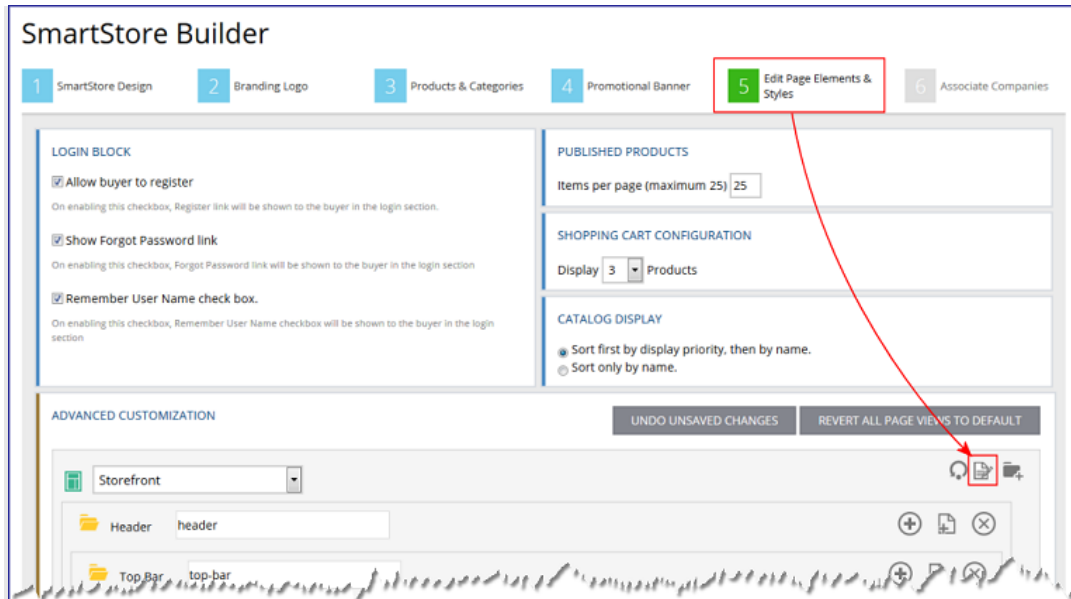 SmartStore Builder
1 SmartStore Design
2 Branding Logo
3 Products & Categories
4 Promotional Banner
5 Edit Page Elements &
Styles
6 Associate Companies
LOGIN BLOCK
Allow buyer to register
On enabling this checkbox, Register link will be shown to the buyer in the login section.
Show Forgot Password link
On enabling this checkbox, Forgot Password link will be shown to the buyer in the login section
Remember User Name check box.
On enabling this checkbox, Remember User Name checkbox will be shown to the buyer in the login
section
PUBLISHED PRODUCTS
Items per page (maximum 25) 25
SHOPPING CART CONFIGURATION
Display 3 Products
CATALOG DISPLAY
Sort first by display priority, then by name.
Sort only by name.
ADVANCED CUSTOMIZATION
UNDO UNSAVED CHANGES
REVERT ALL PAGE VIEWS TO DEFAULT
Storefront
Header header
Top Bar top-bar